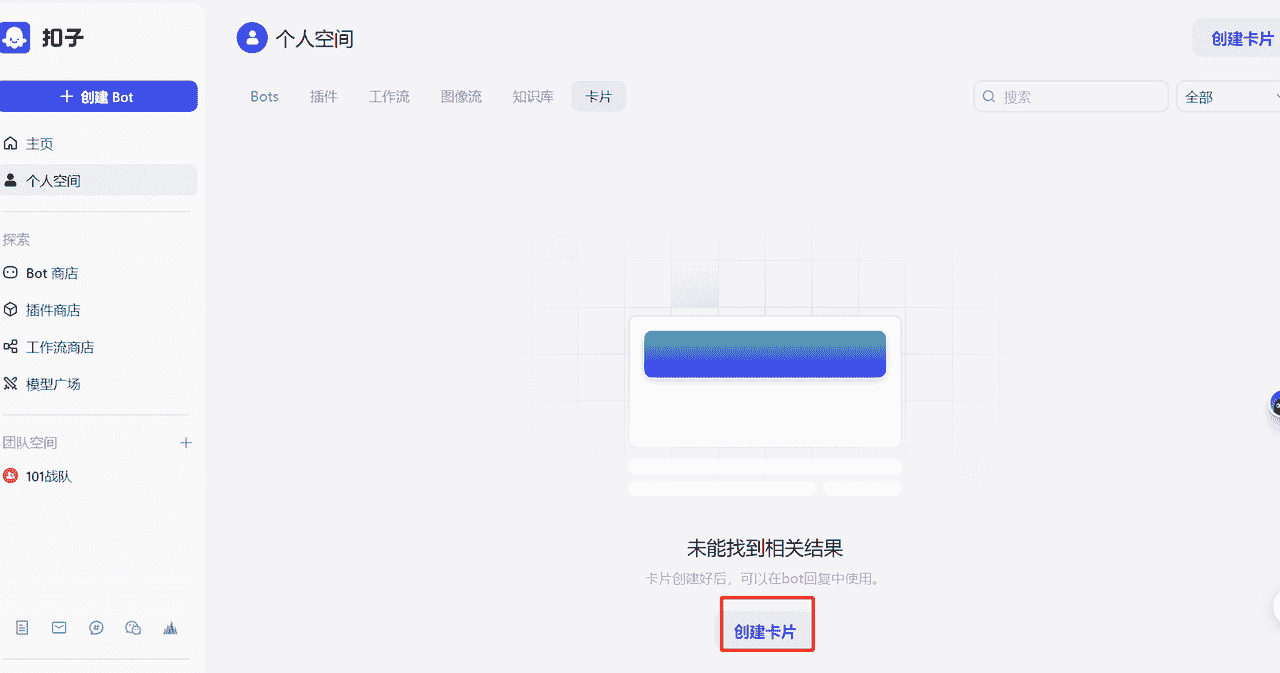 扣子
创建 Bot
主页
个人空间
探索
Bot 商店
插件商店
工作流商店
模型广场
团队空间
101战队
个人空间
创建卡片
Bots 插件 工作流 图像流 知识库 卡片
搜索 全部
未能找到相关结果
卡片创建好后，可以在bot回复中使用。
创建卡片